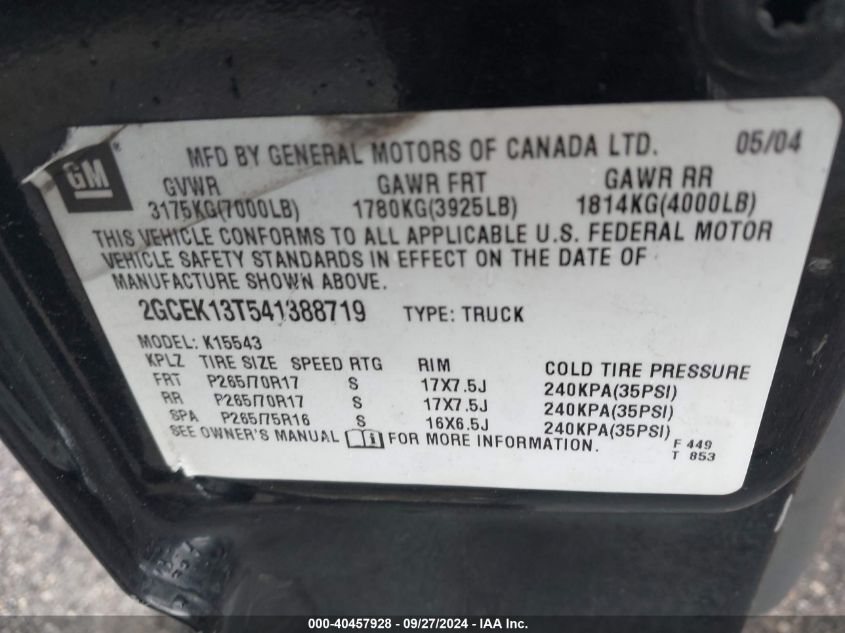 GM ®
MFD BY GENERAL MOTORS OF CANADA LTD. 05/04
GVWR GAWR FRT GAWR RR
3175KG(7000LB) 1780KG(3925LB) 1814KG(4000LB)
THIS VEHICLE CONFORMS TO ALL APPLICABLE U.S. FEDERAL MOTOR
VEHICLE SAFETY STANDARDS IN EFFECT ON THE DATE OF
MANUFACTURE SHOWN ABOVE.
2GCEK13T541388719 TYPE: TRUCK
MODEL: K15543
KPLZ TIRE SIZE SPEED RTG RIM COLD TIRE PRESSURE
FRT P265/70R17 S 17X7.5J 240KPA(35PSI)
RR P265/70R17 S 17X7.5J 240KPA(35PSI)
SPA P265/75R16 S 16X6.5J 240KPA(35PSI)
SEE OWNER'S MANUAL FOR MORE INFORMATION.
F 449
T 853
000-40457928 - 09/27/2024 - IAA Inc.